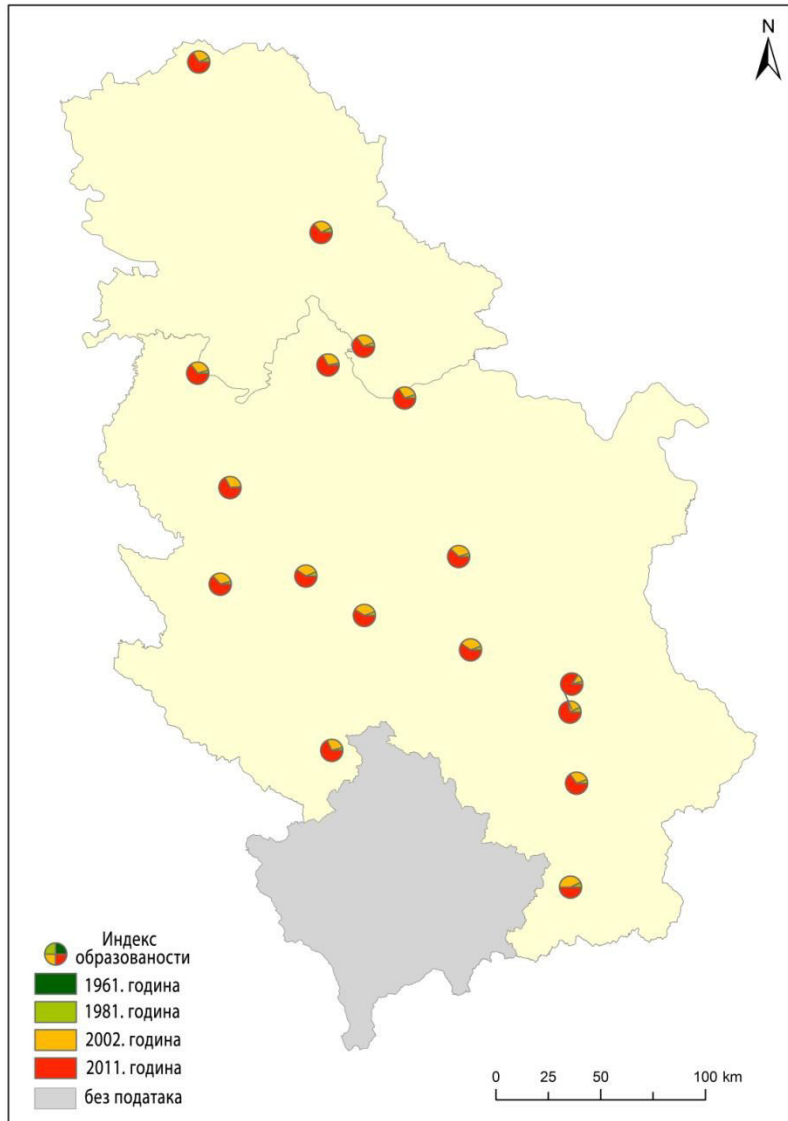 N
Индекс
образованости
1961. година
1981. година
2002. година
2011. година
без података
0 25 50 100 km